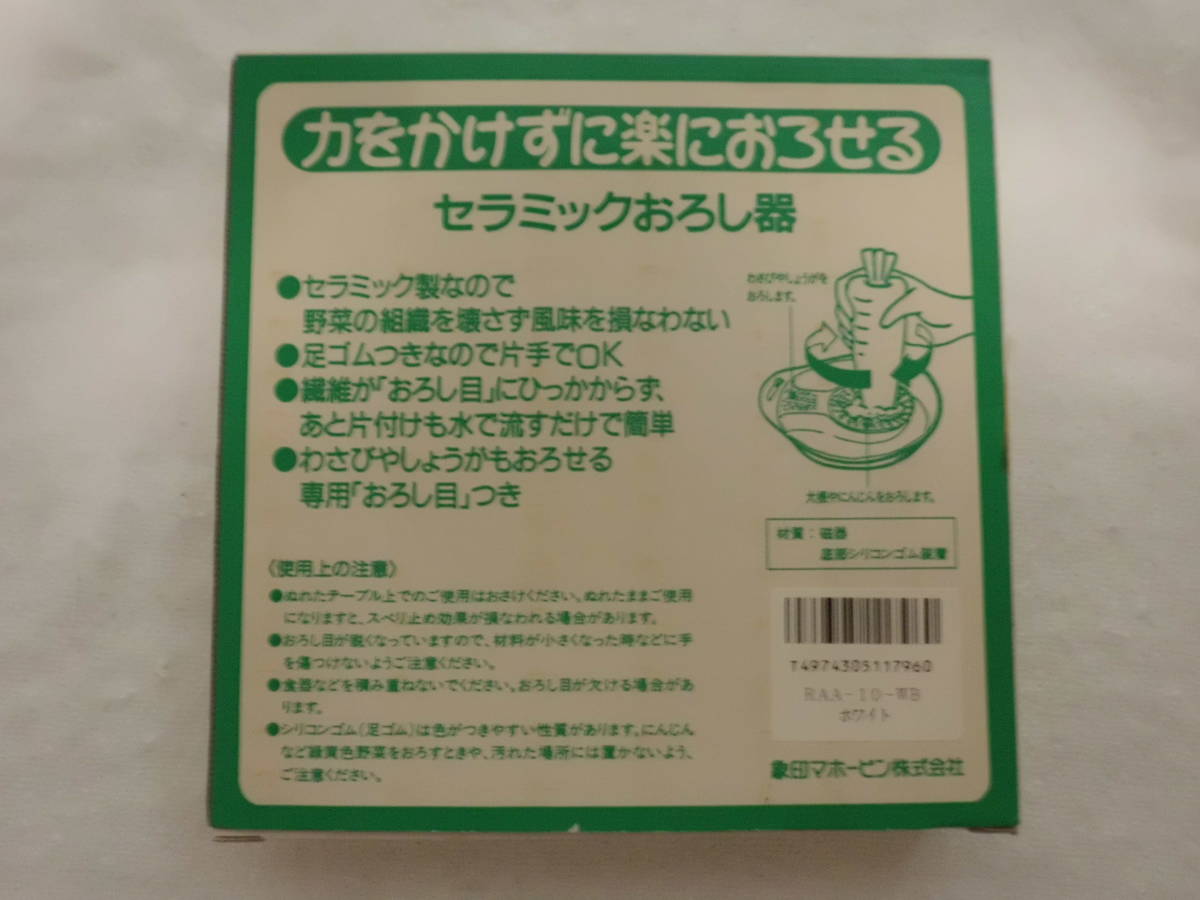 力をかけずに楽におろせる
セラミックおろし器
●セラミック製なので
野菜の組織を壊さず風味を損なわない
●足ゴムつきなので片手でOK
●繊維が「おろし目」にひっかからず、
あと片付けも水で流すだけで簡単
●わさびやしょうがもおろせる
専用「おろし目」つき
わさびやしょうがを
おろします。
大根やにんじんをおろします。
材質：磁器
底部シリコンゴム装着
〈使用上の注意〉
●ぬれたテーブル上でのご使用はおさけください。ぬれたままご使用
になりますと、スベリ止め効果が損なわれる場合があります。
●おろし目が鋭くなっていますので、材料が小さくなった時などに手
を傷つけないようご注意ください。
●食器などを積み重ねないでください。おろし目が欠ける場合があ
ります。
●シリコンゴム（足ゴム）は色がつきやすい性質があります。にんじん
など緑黄色野菜をおろすときや、汚れた場所には置かないよう、
ご注意ください。
T4974305117960
RAA-10-WB
ホワイト
象印マホービン株式会社